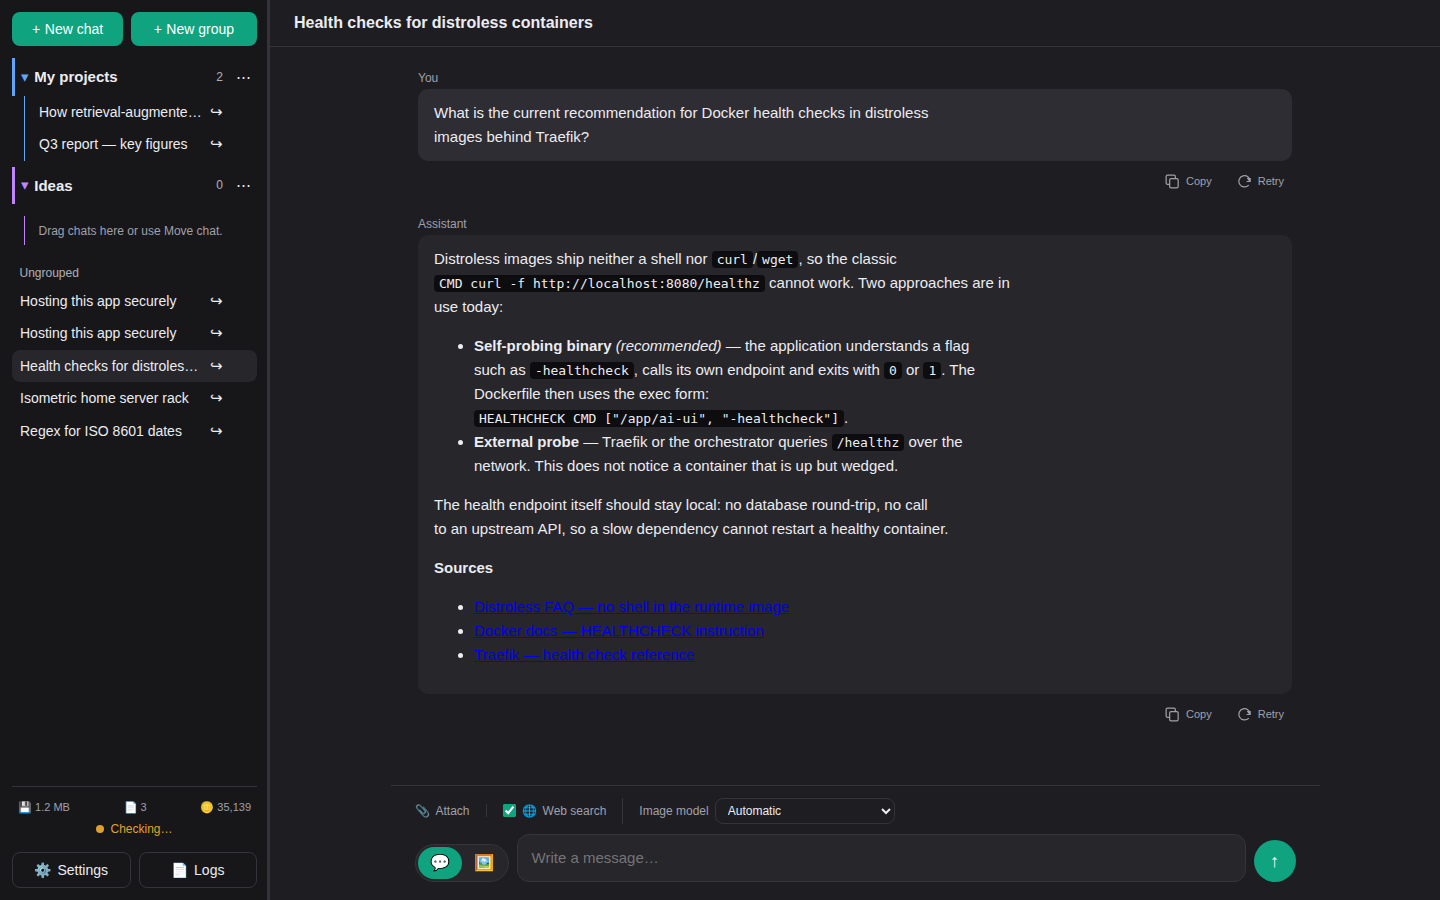 + New chat
+ New group
▼ My projects 2 ⋯
How retrieval-augmente… ↪
Q3 report — key figures ↪
▼ Ideas 0 ⋯
Drag chats here or use Move chat.
Ungrouped
Hosting this app securely ↪
Hosting this app securely ↪
Health checks for distroles… ↪
Isometric home server rack ↪
Regex for ISO 8601 dates ↪
💾 1.2 MB 📄 3 🪙 35,139
Checking…
⚙️ Settings
📄 Logs
Health checks for distroless containers
You
What is the current recommendation for Docker health checks in distroless
images behind Traefik?
Copy Retry
Assistant
Distroless images ship neither a shell nor curl/wget, so the classic
CMD curl -f http://localhost:8080/healthz cannot work. Two approaches are in
use today:
• Self-probing binary (recommended) — the application understands a flag
such as -healthcheck, calls its own endpoint and exits with 0 or 1. The
Dockerfile then uses the exec form:
HEALTHCHECK CMD ["/app/ai-ui", "-healthcheck"].
• External probe — Traefik or the orchestrator queries /healthz over the
network. This does not notice a container that is up but wedged.
The health endpoint itself should stay local: no database round-trip, no call
to an upstream API, so a slow dependency cannot restart a healthy container.
Sources
• Distroless FAQ — no shell in the runtime image
• Docker docs — HEALTHCHECK instruction
• Traefik — health check reference
Copy Retry
📎 Attach 🌐 Web search Image model Automatic
💬 🖼️ Write a message… ↑